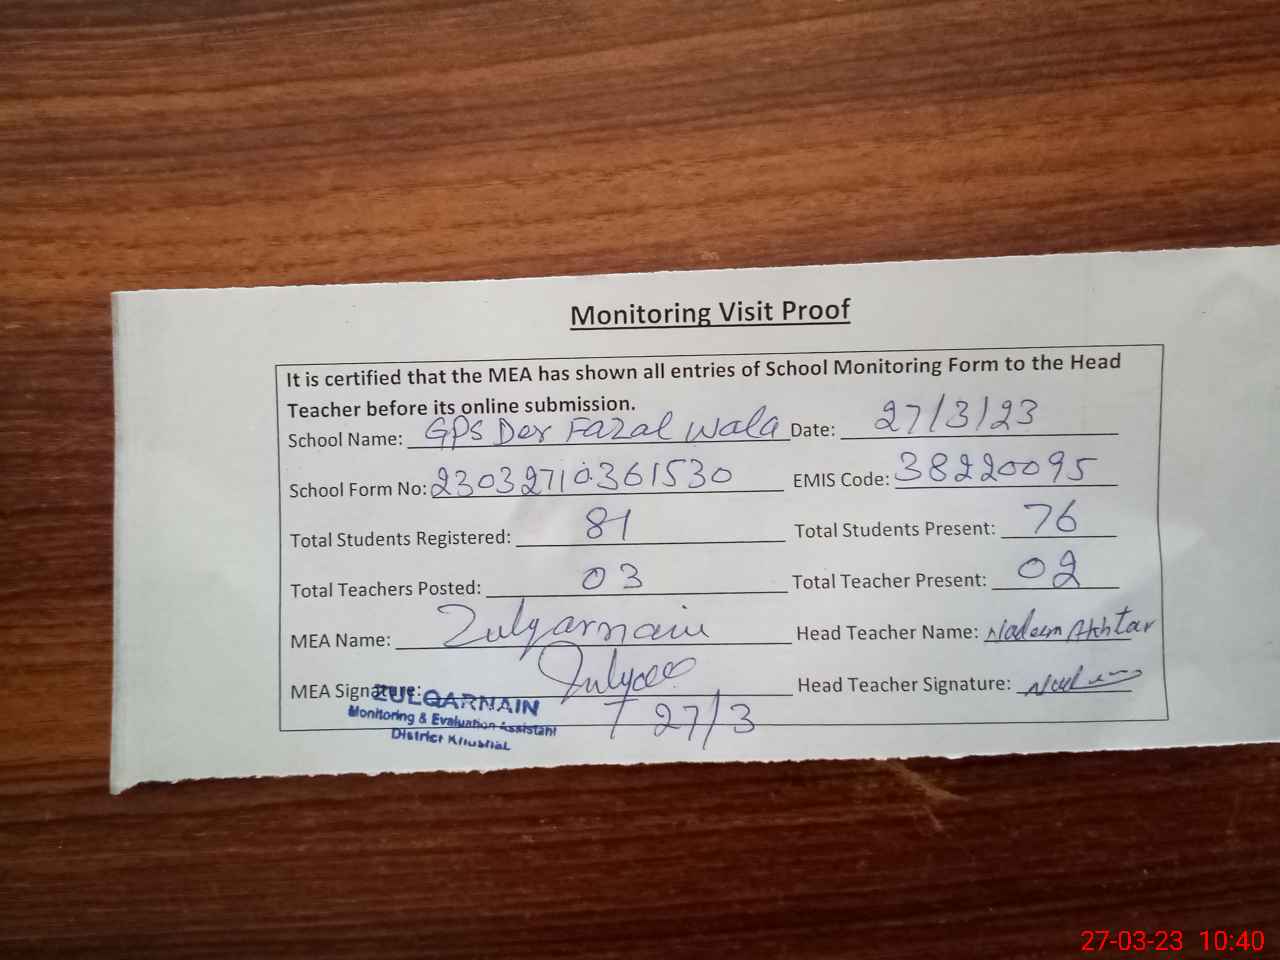 Monitoring Visit Proof
It is certified that the MEA has shown all entries of School Monitoring Form to the Head
Teacher before its online submission.
School Name: GPS Der Fazal Wala Date: 27/3/23
School Form No: 23032710361530 EMIS Code: 38220095
Total Students Registered: 81 Total Students Present: 76
Total Teachers Posted: 03 Total Teacher Present: 02
MEA Name: Zulqarnain Head Teacher Name: Nadeem Akhtar
MEA Signature: Head Teacher Signature:
27/3
ZULQARNAIN
Monitoring & Evaluation Assistant
District Khushab
27-03-23 10:40